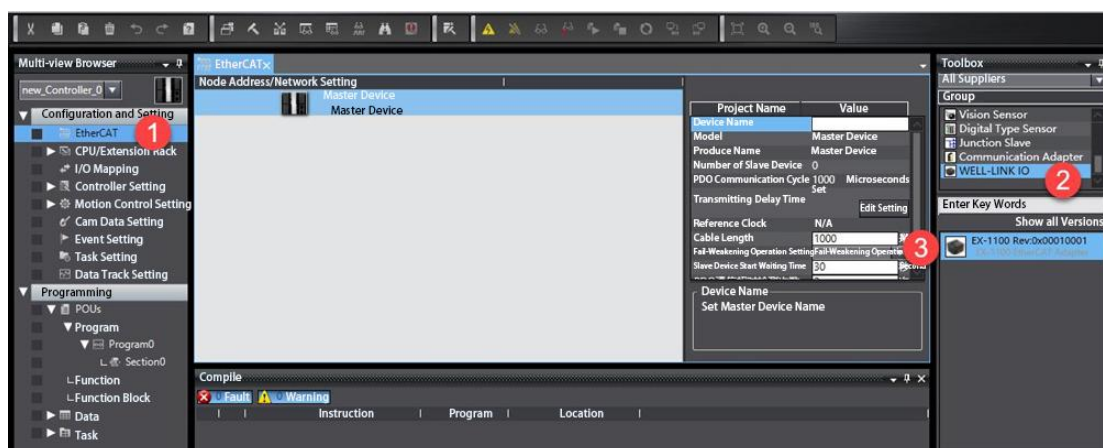 Multi-view Browser
new_Controller_0
Configuration and Setting
EtherCAT
1
CPU/Extension Rack
I/O Mapping
Controller Setting
Motion Control Setting
Cam Data Setting
Event Setting
Task Setting
Data Track Setting
Programming
POUs
Program
Program0
Section0
Function
Function Block
Data
Task
EtherCAT
Node Address/Network Setting
Master Device
Master Device
Project Name Value
Device Name
Model Master Device
Produce Name Master Device
Number of Slave Device 0
PDO Communication Cycle 1000 Microseconds
Set
Transmitting Delay Time
Edit Setting
Reference Clock N/A
Cable Length 1000
Fail-Weakening Operation Setting Fail-Weakening Operation
Slave Device Start Waiting Time 30
Device Name
Set Master Device Name
Compile
0 Fault 0 Warning
Instruction Program Location
Toolbox
All Suppliers
Group
Vision Sensor
Digital Type Sensor
Junction Slave
Communication Adapter
WELL-LINK IO
2
Enter Key Words
Show all Versions
3
EX-1100 Rev:0x00010001
EX-1100 EtherCAT Adapter